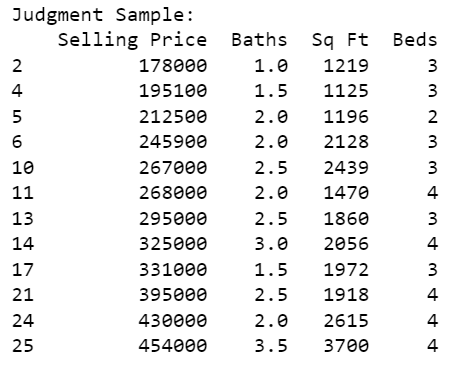 Judgment Sample:
Selling Price Baths Sq Ft Beds
2 178000 1.0 1219 3
4 195100 1.5 1125 3
5 212500 2.0 1196 2
6 245900 2.0 2128 3
10 267000 2.5 2439 3
11 268000 2.0 1470 4
13 295000 2.5 1860 3
14 325000 3.0 2056 4
17 331000 1.5 1972 3
21 395000 2.5 1918 4
24 430000 2.0 2615 4
25 454000 3.5 3700 4